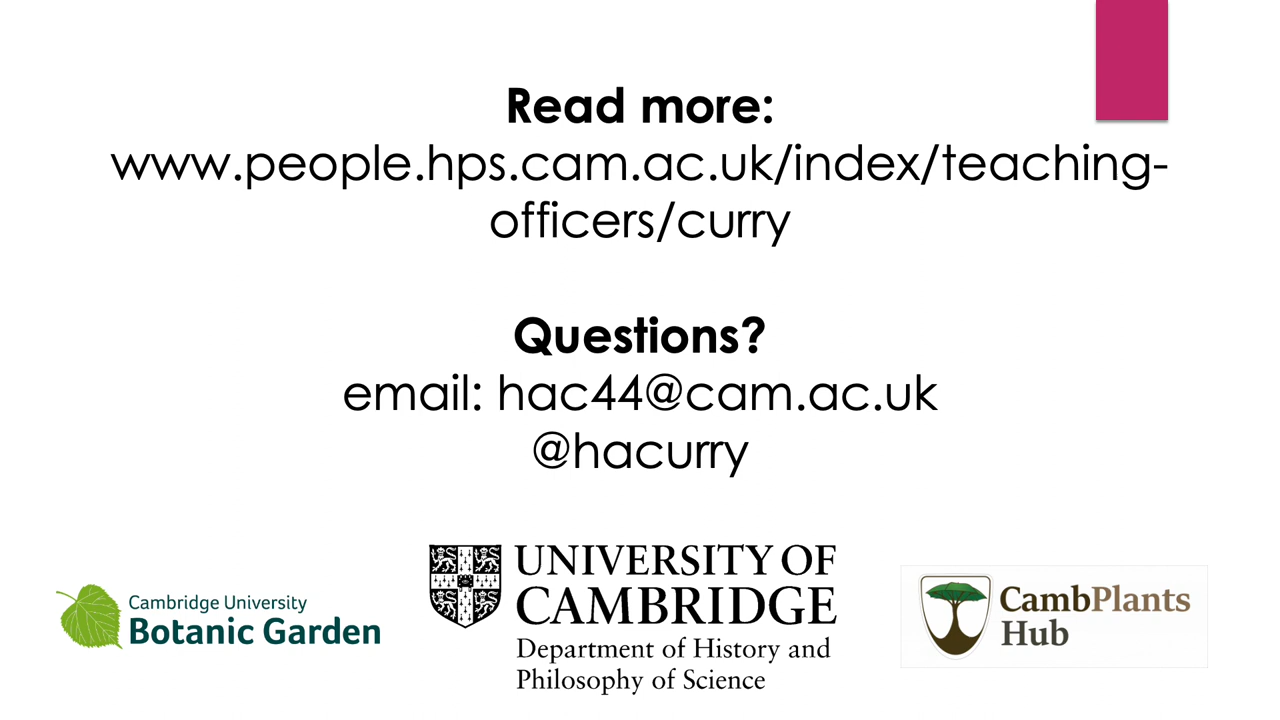 Read more:
www.people.hps.cam.ac.uk/index/teaching-
officers/curry
Questions?
email: hac44@cam.ac.uk
@hacurry
Cambridge University
Botanic Garden
UNIVERSITY OF
CAMBRIDGE
Department of History and
Philosophy of Science
CambPlants
Hub